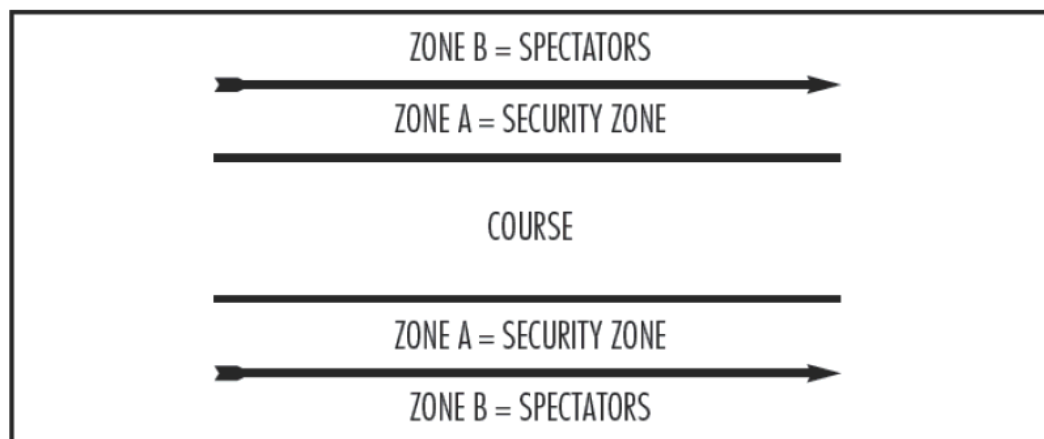 ZONE B = SPECTATORS
ZONE A = SECURITY ZONE
COURSE
ZONE A = SECURITY ZONE
ZONE B = SPECTATORS